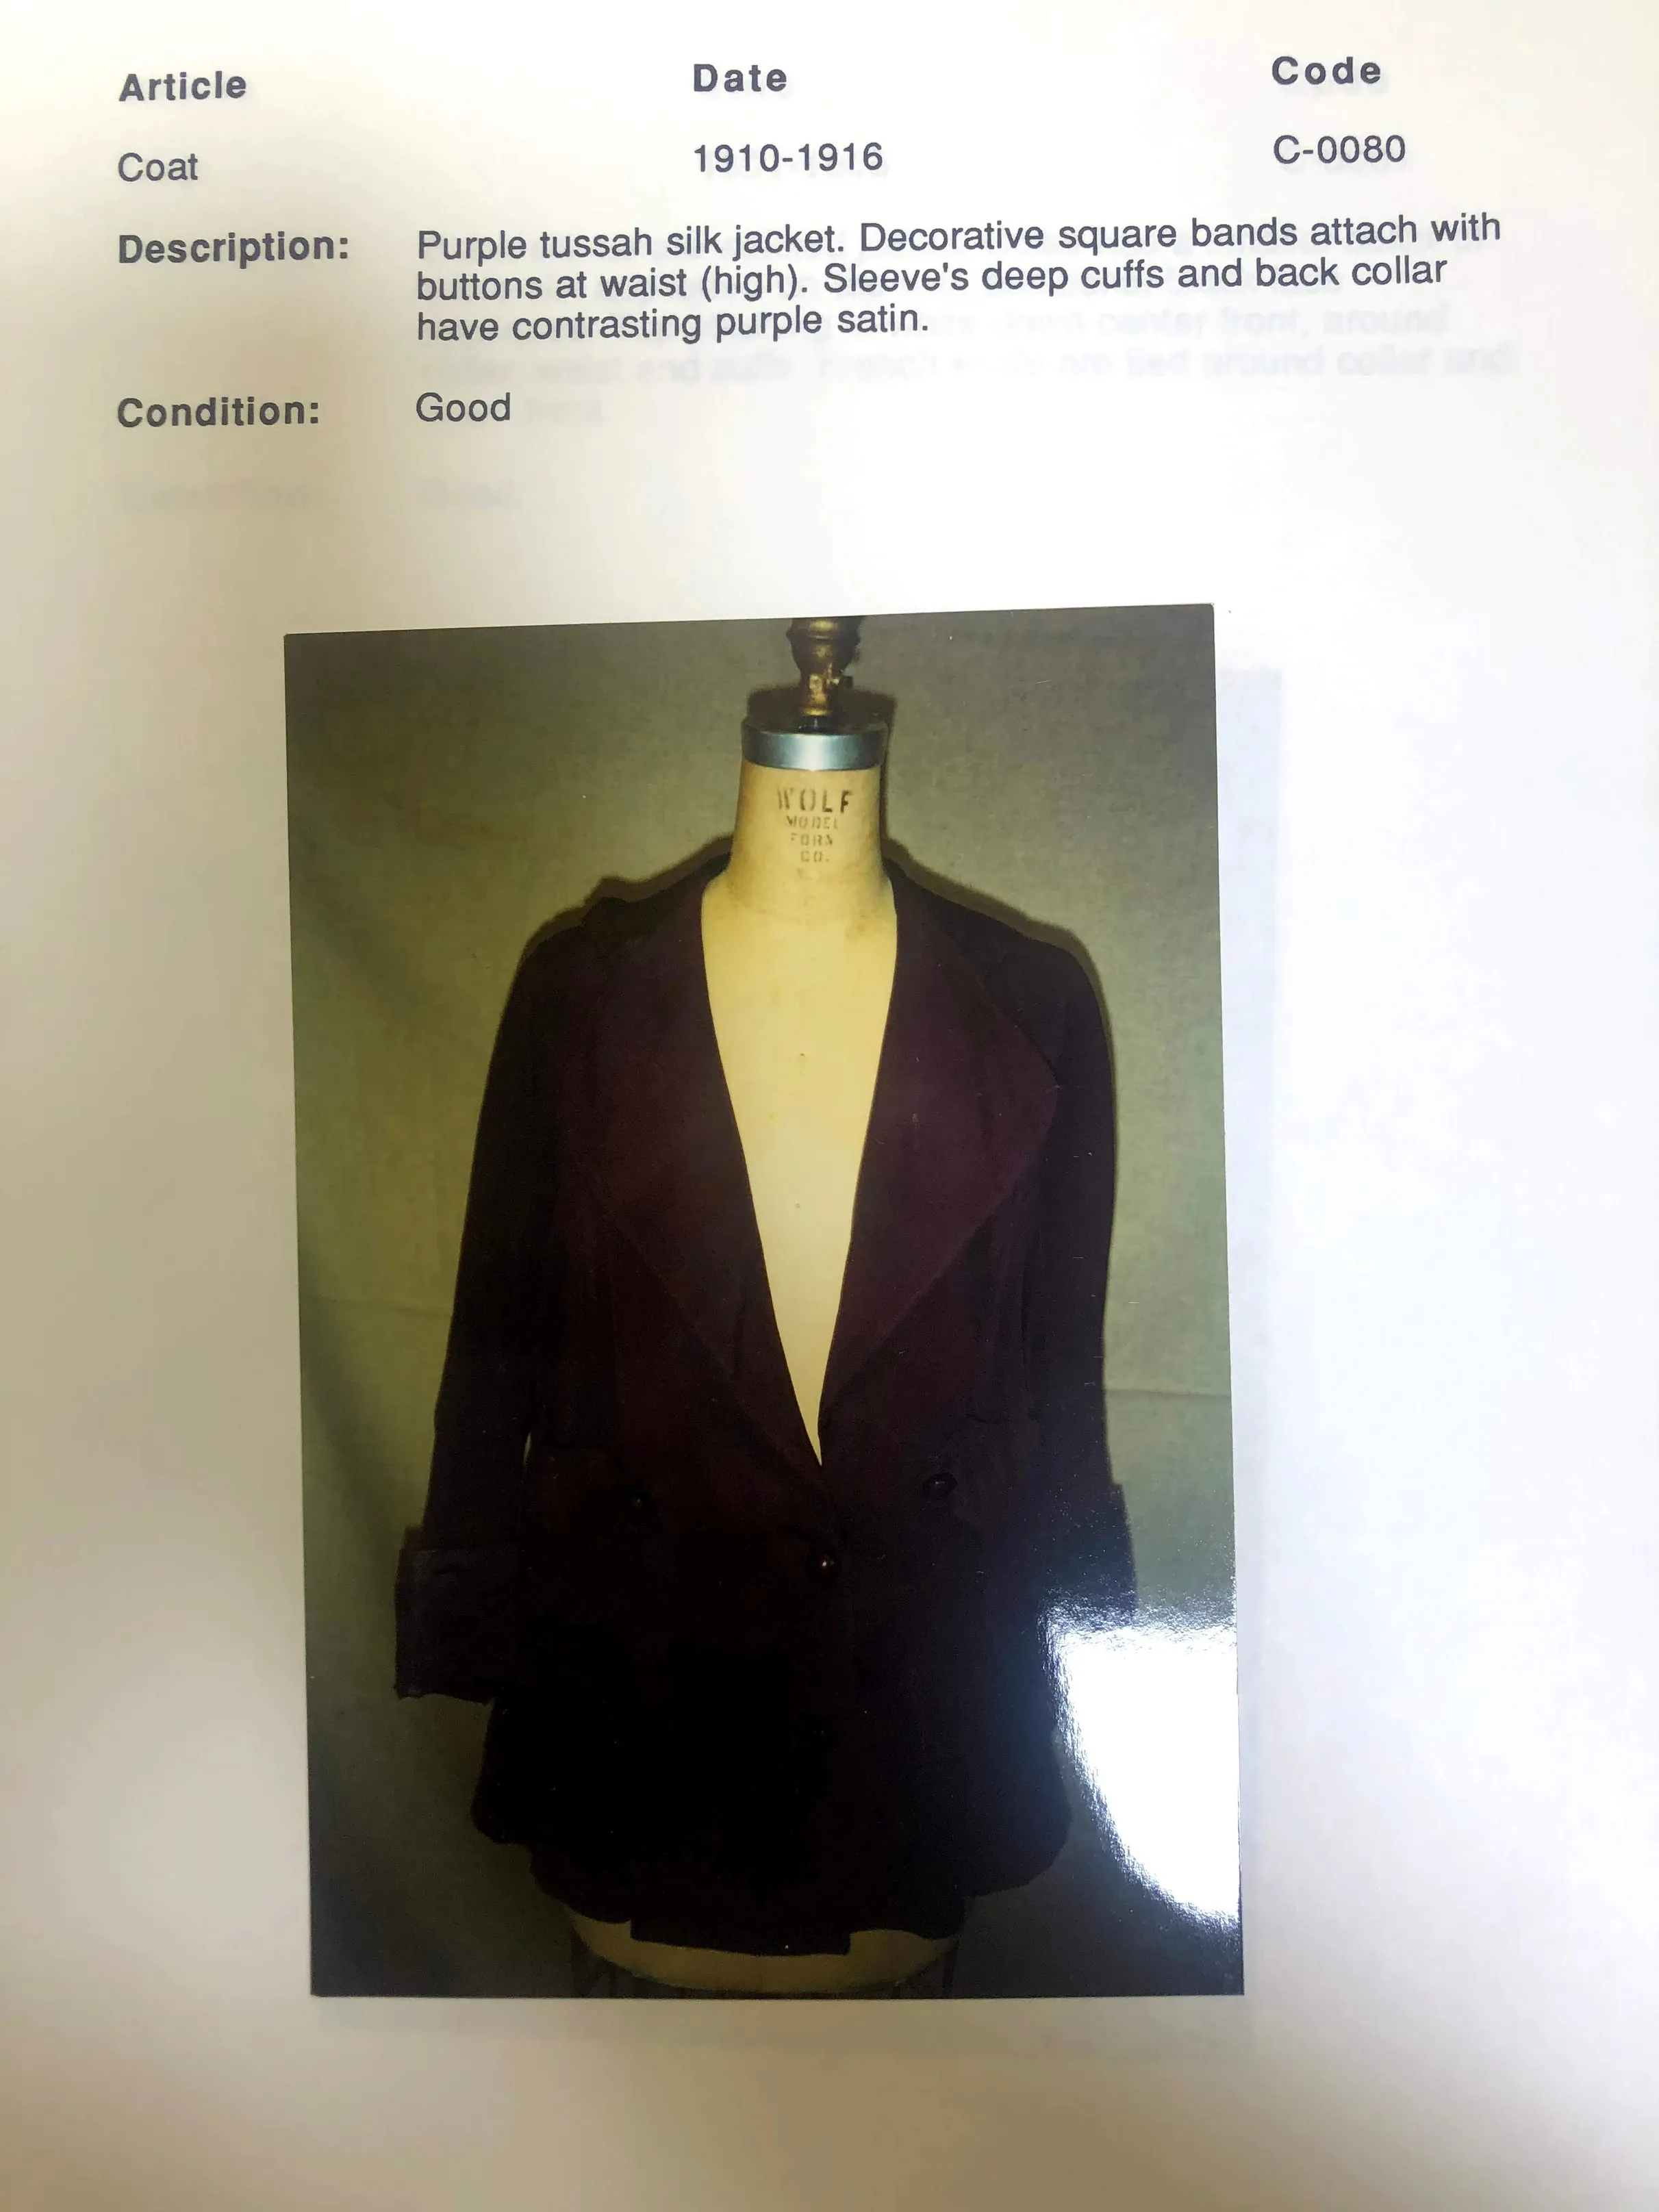 Article Date Code
Coat 1910-1916 C-0080
Description: Purple tussah silk jacket. Decorative square bands attach with
buttons at waist (high). Sleeve's deep cuffs and back collar
have contrasting purple satin.
Condition: Good
WOLF
MODEL
FORM
CO.